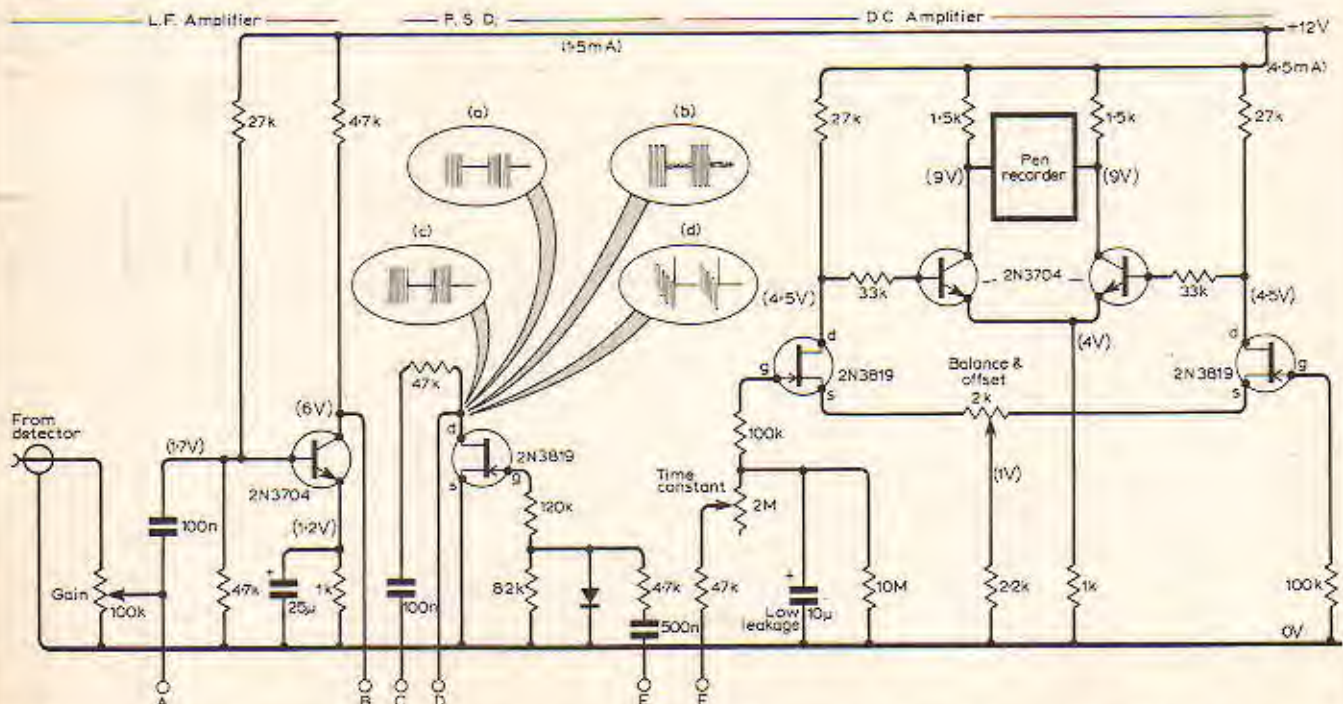 L.F. Amplifier
P.S.D.
D.C Amplifier
+12V
(1·5mA)
(4·5mA)
27k
4·7k
(a)
(b)
27k
1·5k
1·5k
27k
Pen
recorder
(9V)
(9V)
(c)
(d)
(4·5V)
33k
2N3704
33k
(4·5V)
(4V)
47k
d
g
2N3819
s
Balance &
offset
2k
d
2N3819
g
s
From
detector
(1·7V)
(6V)
2N3704
d
2N3819
g
s
100k
Time
constant
2M
(1V)
120k
100n
(1·2V)
Gain
100k
4·7k
+
25μ
1k
100n
82k
4·7k
500n
47k
+
10μ
Low
leakage
10M
2·2k
1k
100k
0V
A
B
C
D
E
F